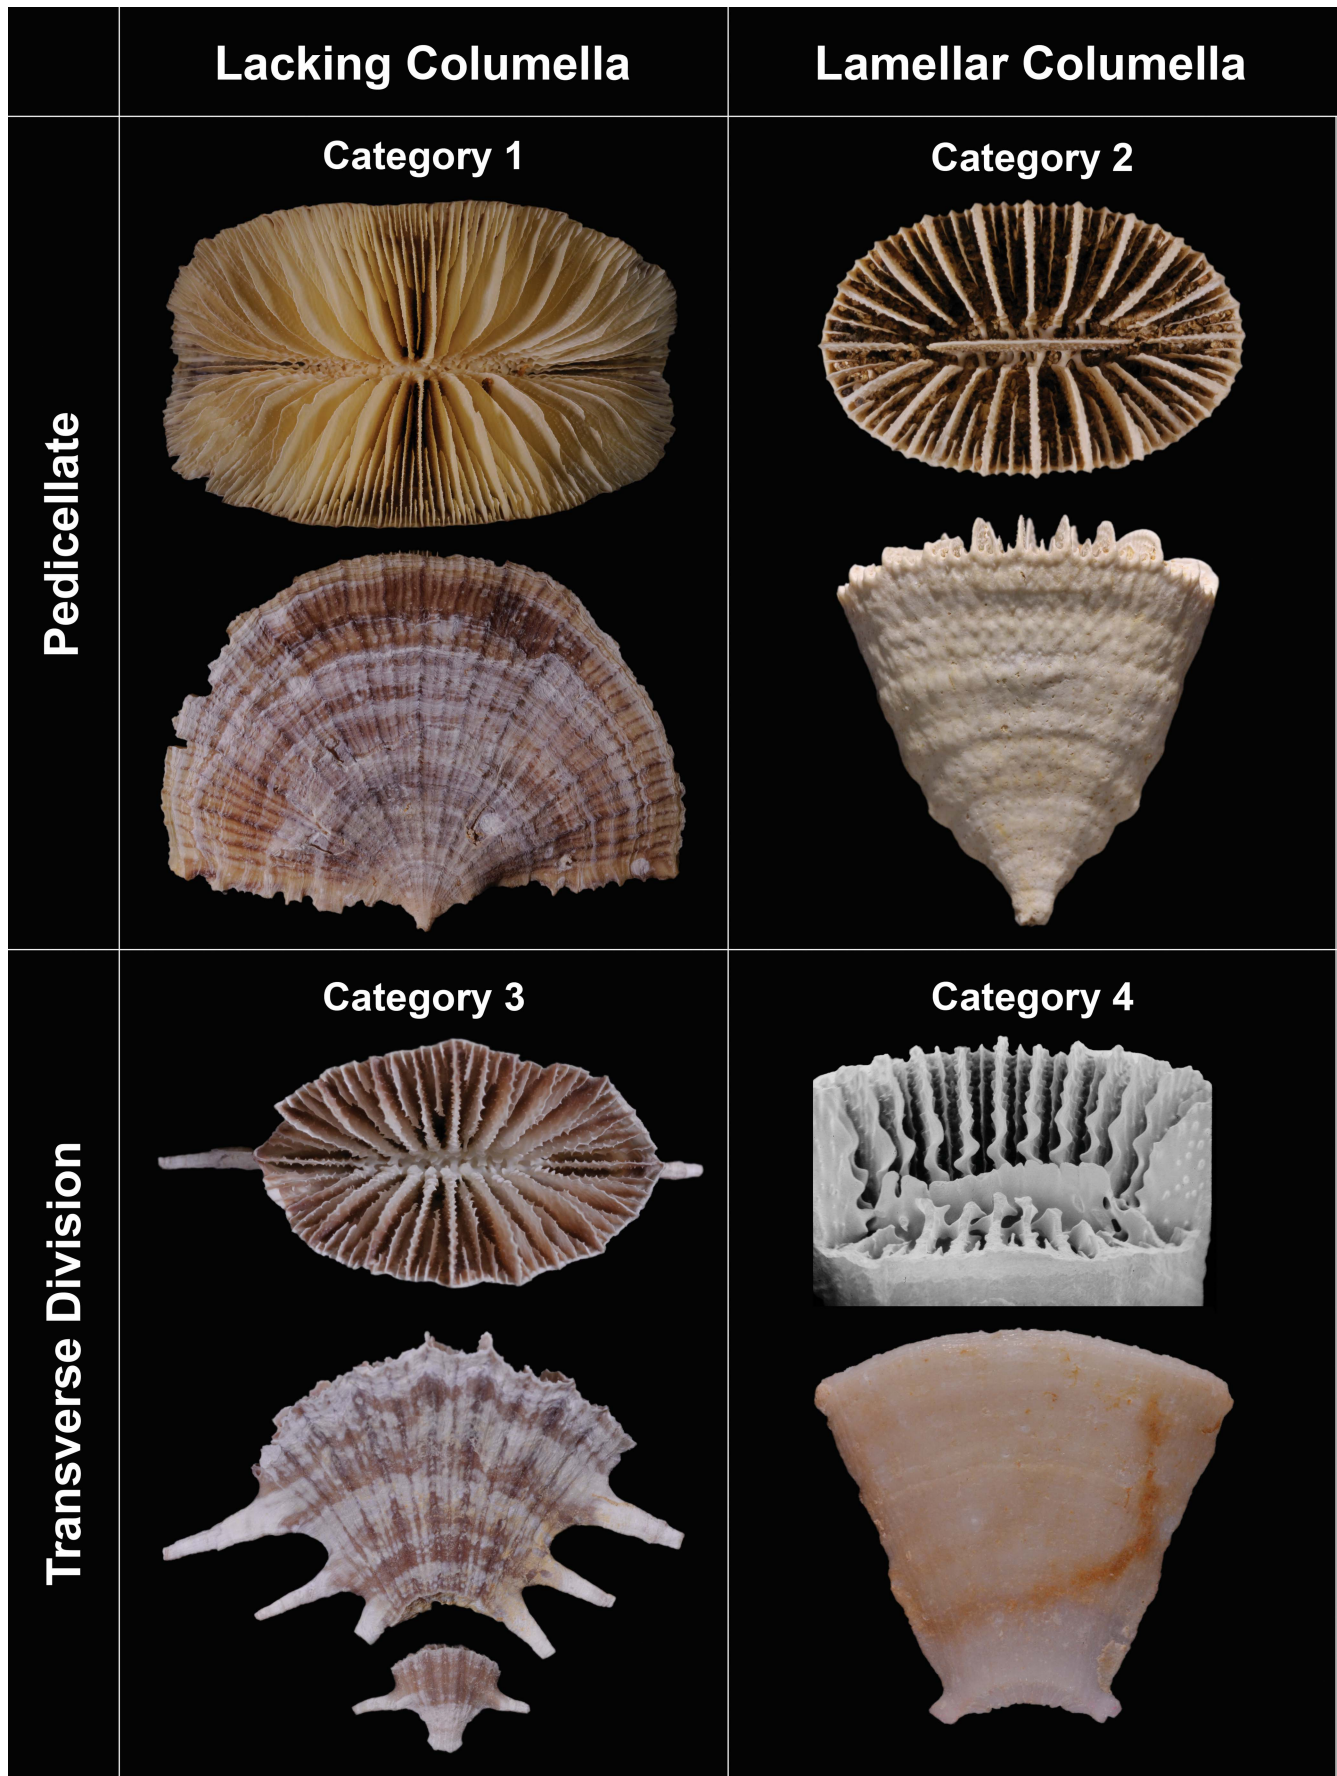 Lacking Columella
Lamellar Columella
Pedicellate
Category 1
Category 2
Transverse Division
Category 3
Category 4